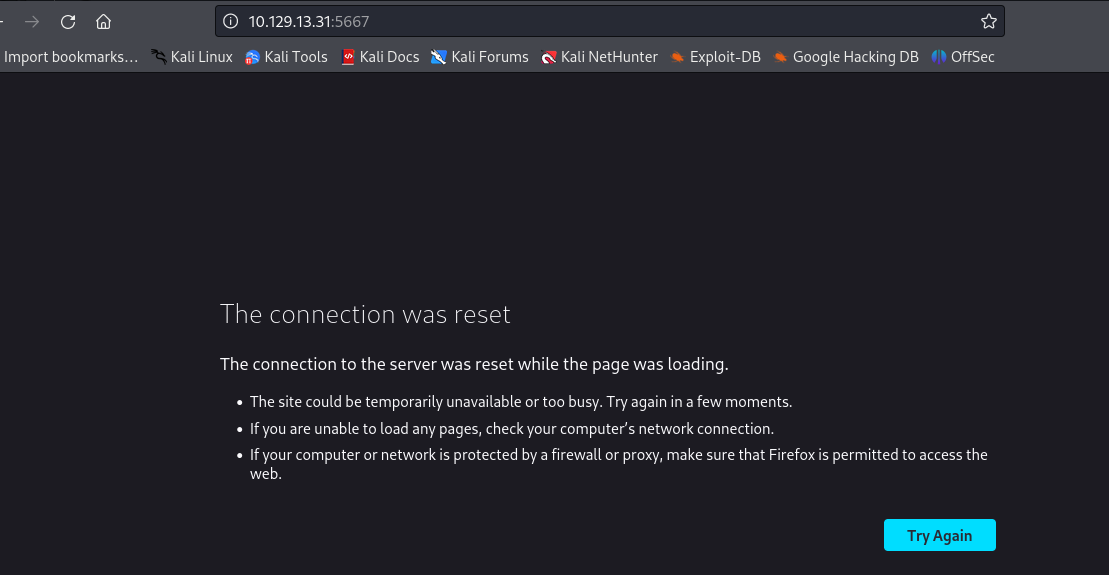 10.129.13.31:5667
Import bookmarks…
Kali Linux
Kali Tools
Kali Docs
Kali Forums
Kali NetHunter
Exploit-DB
Google Hacking DB
OffSec
The connection was reset
The connection to the server was reset while the page was loading.
• The site could be temporarily unavailable or too busy. Try again in a few moments.
• If you are unable to load any pages, check your computer’s network connection.
• If your computer or network is protected by a firewall or proxy, make sure that Firefox is permitted to access the
web.
Try Again